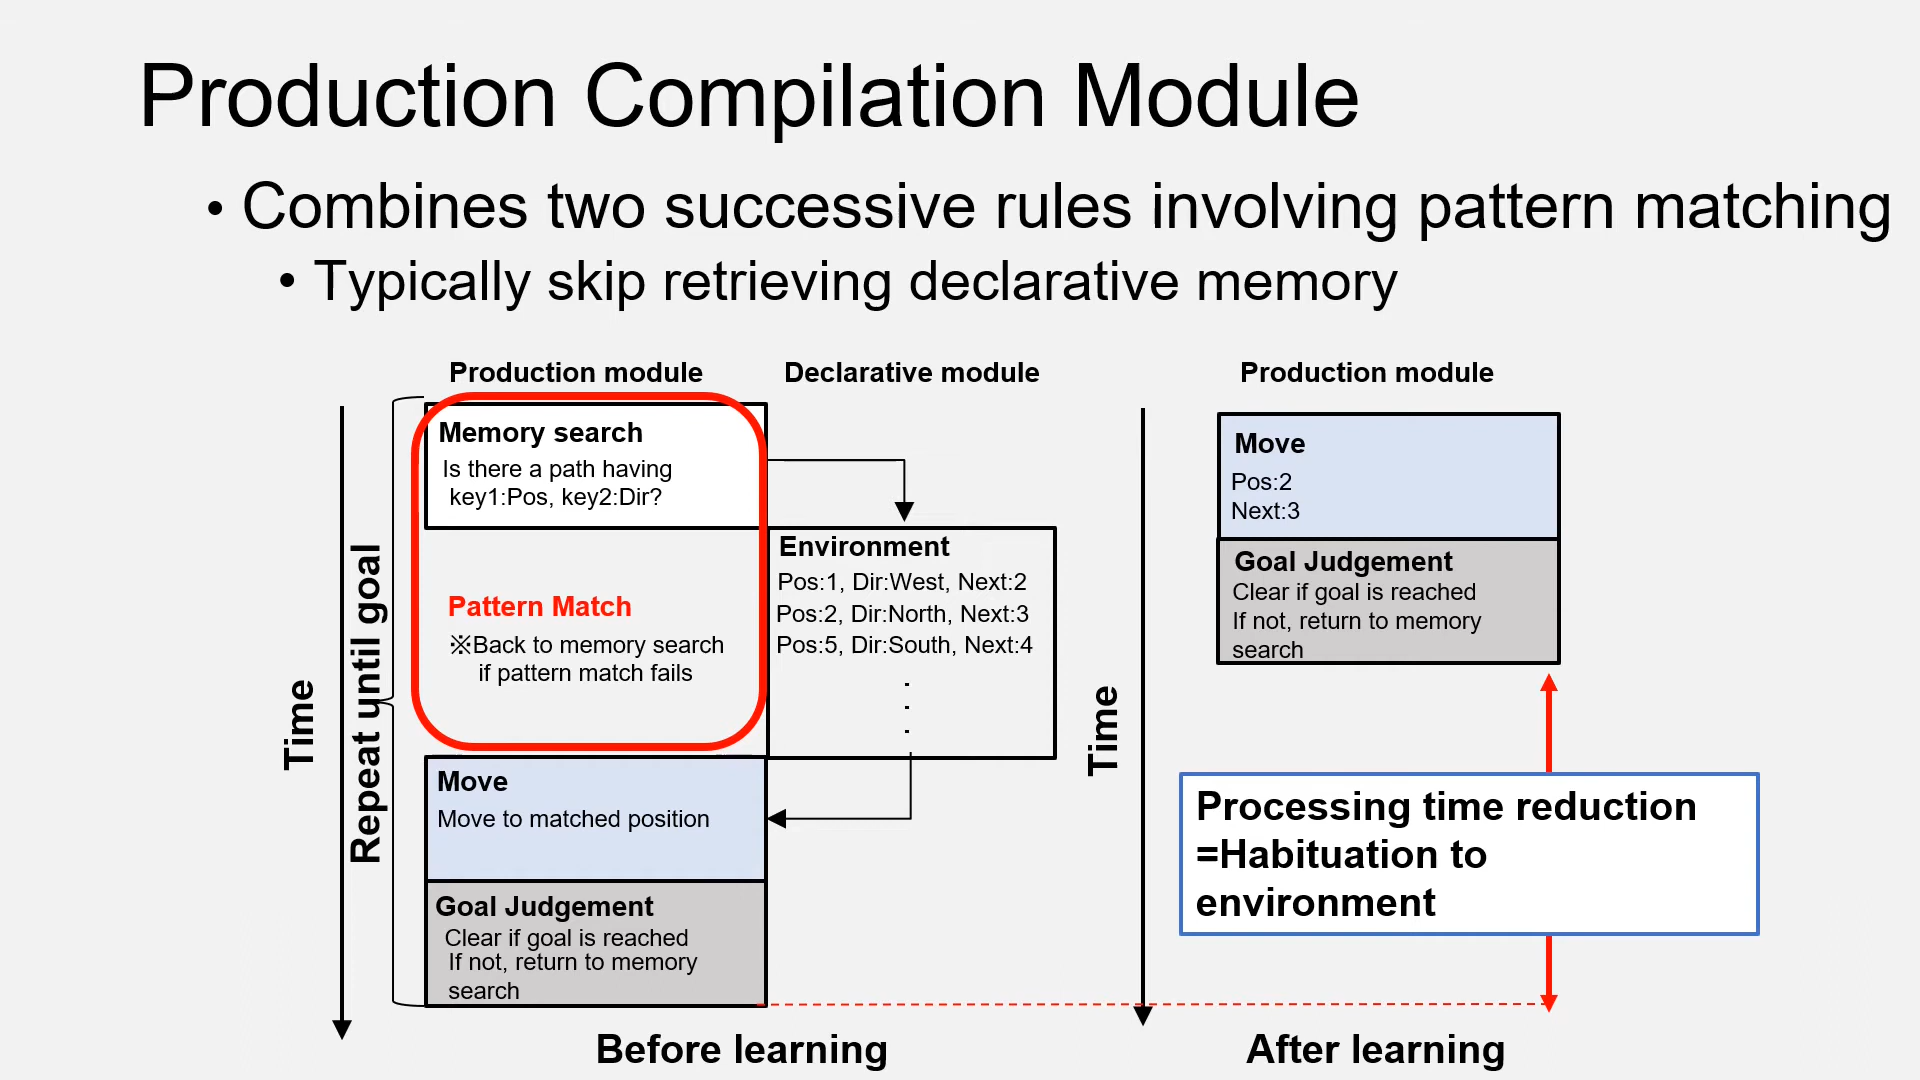 Production Compilation Module
• Combines two successive rules involving pattern matching
• Typically skip retrieving declarative memory
Production module
Declarative module
Production module
Time
Repeat until goal
Memory search
Is there a path having
key1:Pos, key2:Dir?
Pattern Match
※Back to memory search
if pattern match fails
Environment
Pos:1, Dir:West, Next:2
Pos:2, Dir:North, Next:3
Pos:5, Dir:South, Next:4
.
.
.
Move
Move to matched position
Goal Judgement
Clear if goal is reached
If not, return to memory
search
Before learning
Time
Move
Pos:2
Next:3
Goal Judgement
Clear if goal is reached
If not, return to memory
search
Processing time reduction
=Habituation to
environment
After learning